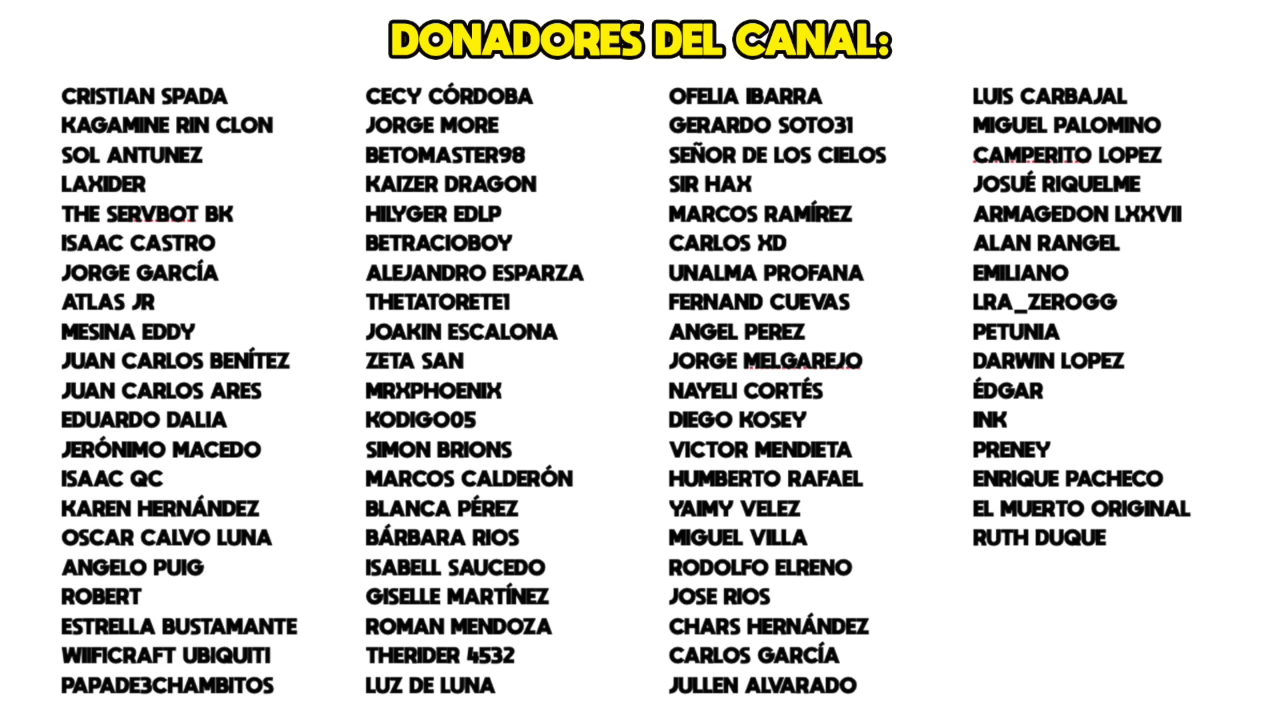 DONADORES DEL CANAL:
CRISTIAN SPADA
KAGAMINE RIN CLON
SOL ANTUNEZ
LAXIDER
THE SERVBOT BK
ISAAC CASTRO
JORGE GARCÍA
ATLAS JR
MESINA EDDY
JUAN CARLOS BENÍTEZ
JUAN CARLOS ARES
EDUARDO DALIA
JERÓNIMO MACEDO
ISAAC QC
KAREN HERNÁNDEZ
OSCAR CALVO LUNA
ANGELO PUIG
ROBERT
ESTRELLA BUSTAMANTE
WIIFICRAFT UBIQUITI
PAPADE3CHAMBITOS
CECY CÓRDOBA
JORGE MORE
BETOMASTER98
KAIZER DRAGON
HILYGER EDLP
BETRACIOBOY
ALEJANDRO ESPARZA
THETATORETE1
JOAKIN ESCALONA
ZETA SAN
MRXPHOENIX
KODIGO05
SIMON BRIONS
MARCOS CALDERÓN
BLANCA PÉREZ
BÁRBARA RIOS
ISABELL SAUCEDO
GISELLE MARTÍNEZ
ROMAN MENDOZA
THERIDER 4532
LUZ DE LUNA
OFELIA IBARRA
GERARDO SOTO31
SEÑOR DE LOS CIELOS
SIR HAX
MARCOS RAMÍREZ
CARLOS XD
UNALMA PROFANA
FERNAND CUEVAS
ANGEL PEREZ
JORGE MELGAREJO
NAYELI CORTÉS
DIEGO KOSEY
VICTOR MENDIETA
HUMBERTO RAFAEL
YAIMY VELEZ
MIGUEL VILLA
RODOLFO ELRENO
JOSE RIOS
CHARS HERNÁNDEZ
CARLOS GARCÍA
JULLEN ALVARADO
LUIS CARBAJAL
MIGUEL PALOMINO
CAMPERITO LOPEZ
JOSUÉ RIQUELME
ARMAGEDON LXXVII
ALAN RANGEL
EMILIANO
LRA_ZEROGG
PETUNIA
DARWIN LOPEZ
ÉDGAR
INK
PRENEY
ENRIQUE PACHECO
EL MUERTO ORIGINAL
RUTH DUQUE